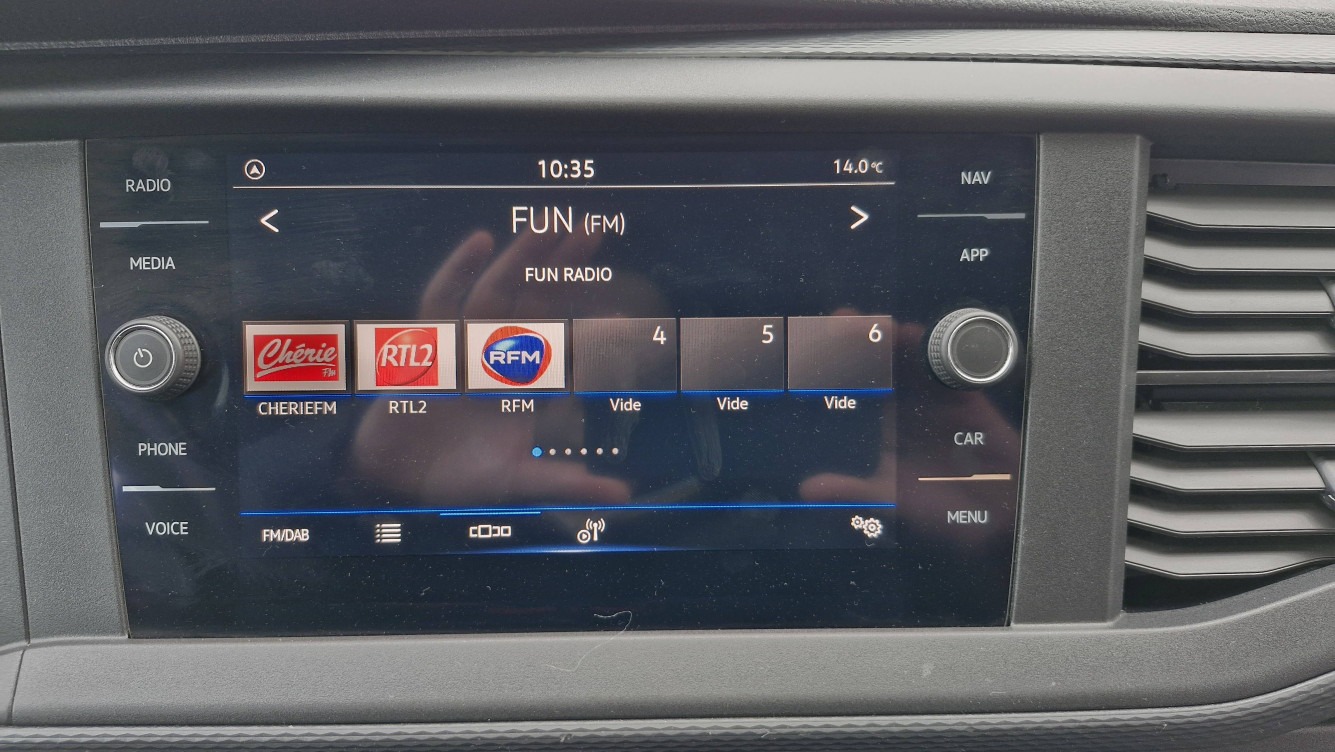 10:35
14.0°C
RADIO
NAV
FUN (FM)
MEDIA
APP
FUN RADIO
Chérie FM
RTL2
RFM
4
5
6
CHERIEFM
RTL2
RFM
Vide
Vide
Vide
PHONE
CAR
VOICE
FM/DAB
MENU